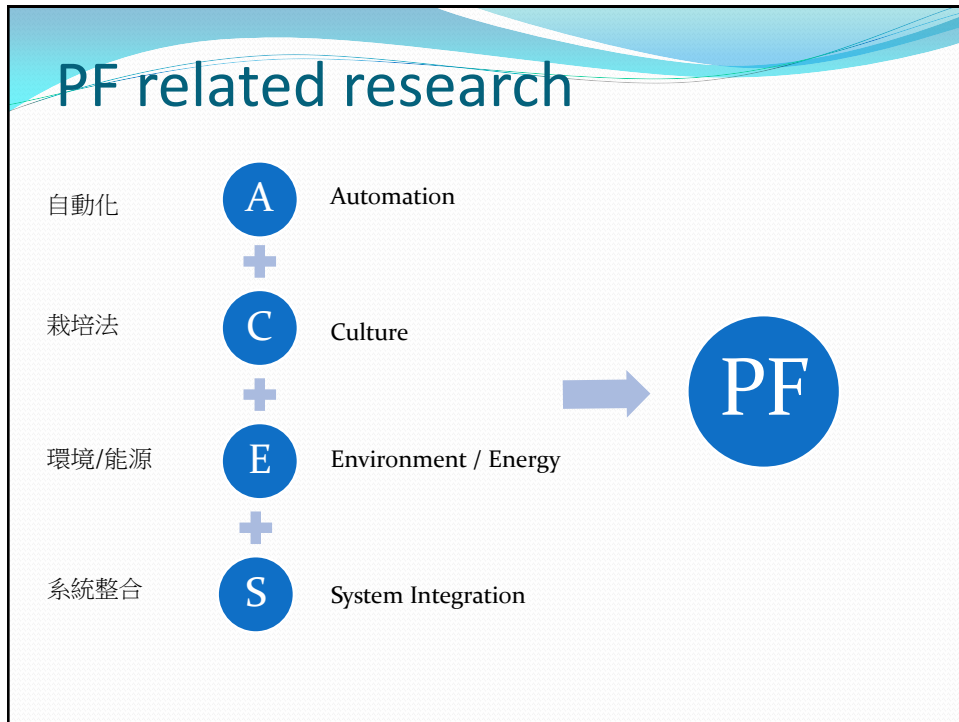 PF related research
自動化
A
Automation
栽培法
C
Culture
PF
環境/能源
E
Environment / Energy
系統整合
S
System Integration